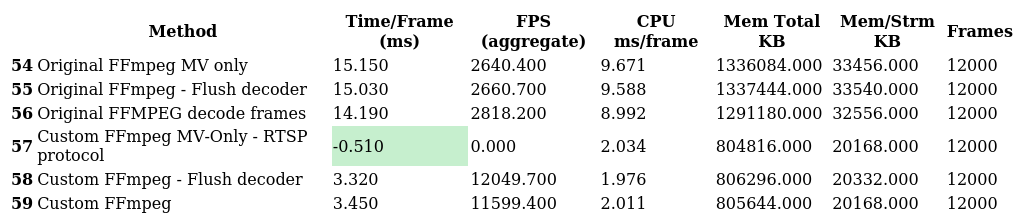 Method Time/Frame (ms) FPS (aggregate) CPU ms/frame Mem Total KB Mem/Strm KB Frames
54 Original FFmpeg MV only 15.150 2640.400 9.671 1336084.000 33456.000 12000
55 Original FFmpeg - Flush decoder 15.030 2660.700 9.588 1337444.000 33540.000 12000
56 Original FFMPEG decode frames 14.190 2818.200 8.992 1291180.000 32556.000 12000
57 Custom FFmpeg MV-Only - RTSP protocol -0.510 0.000 2.034 804816.000 20168.000 12000
58 Custom FFmpeg - Flush decoder 3.320 12049.700 1.976 806296.000 20332.000 12000
59 Custom FFmpeg 3.450 11599.400 2.011 805644.000 20168.000 12000